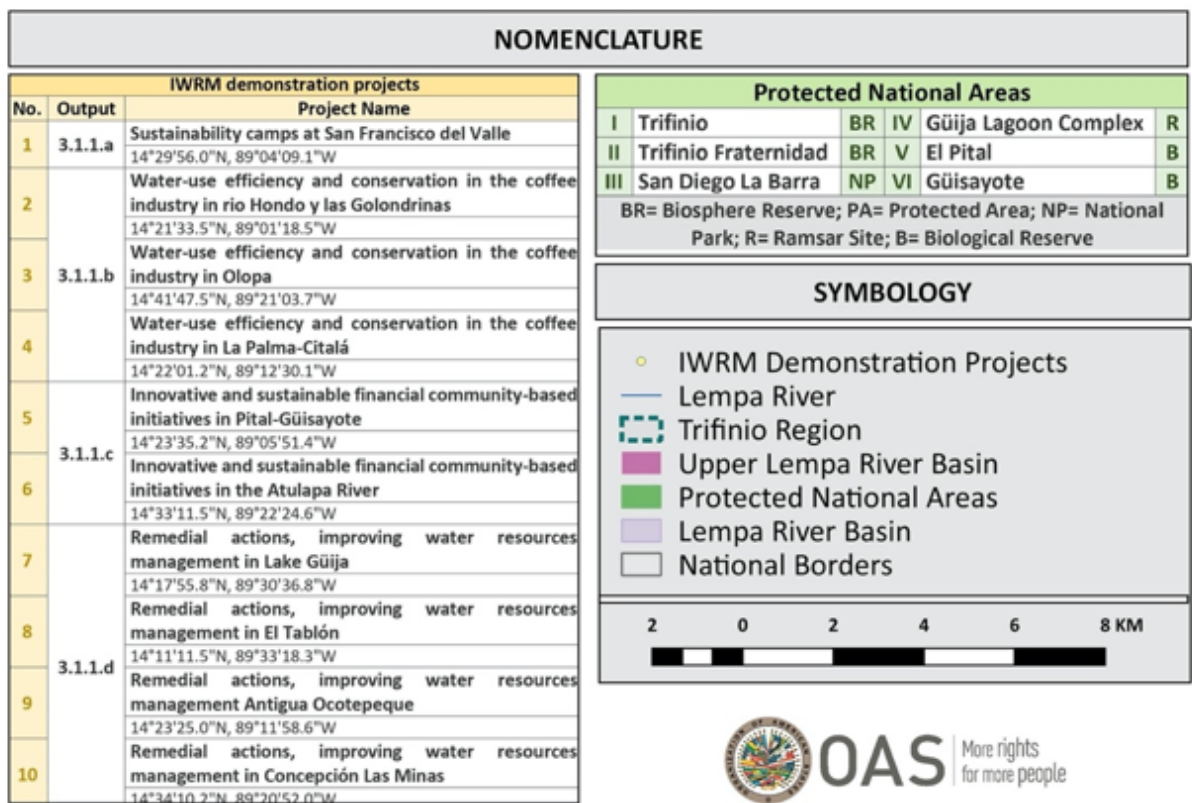 NOMENCLATURE
IWRM demonstration projects
No. Output Project Name
1 3.1.1.a Sustainability camps at San Francisco del Valle
14°29'56.0"N, 89°04'09.1"W
2 3.1.1.b Water-use efficiency and conservation in the coffee
industry in rio Hondo y las Golondrinas
14°21'33.5"N, 89°01'18.5"W
3 Water-use efficiency and conservation in the coffee
industry in Olopa
14°41'47.5"N, 89°21'03.7"W
4 Water-use efficiency and conservation in the coffee
industry in La Palma-Citalá
14°22'01.2"N, 89°12'30.1"W
5 3.1.1.c Innovative and sustainable financial community-based
initiatives in Pital-Güisayote
14°23'35.2"N, 89°05'51.4"W
6 Innovative and sustainable financial community-based
initiatives in the Atulapa River
14°33'11.5"N, 89°22'24.6"W
7 3.1.1.d Remedial actions, improving water resources
management in Lake Güija
14°17'55.8"N, 89°30'36.8"W
8 Remedial actions, improving water resources
management in El Tablón
14°11'11.5"N, 89°33'18.3"W
9 Remedial actions, improving water resources
management Antigua Ocotepeque
14°23'25.0"N, 89°11'58.6"W
10 Remedial actions, improving water resources
management in Concepción Las Minas
14°34'10.2"N, 89°20'52.0"W
Protected National Areas
I Trifinio BR IV Güija Lagoon Complex R
II Trifinio Fraternidad BR V El Pital B
III San Diego La Barra NP VI Güisayote B
BR= Biosphere Reserve; PA= Protected Area; NP= National
Park; R= Ramsar Site; B= Biological Reserve
SYMBOLOGY
IWRM Demonstration Projects
Lempa River
Trifinio Region
Upper Lempa River Basin
Protected National Areas
Lempa River Basin
National Borders
2 0 2 4 6 8 KM
OAS
More rights
for more people